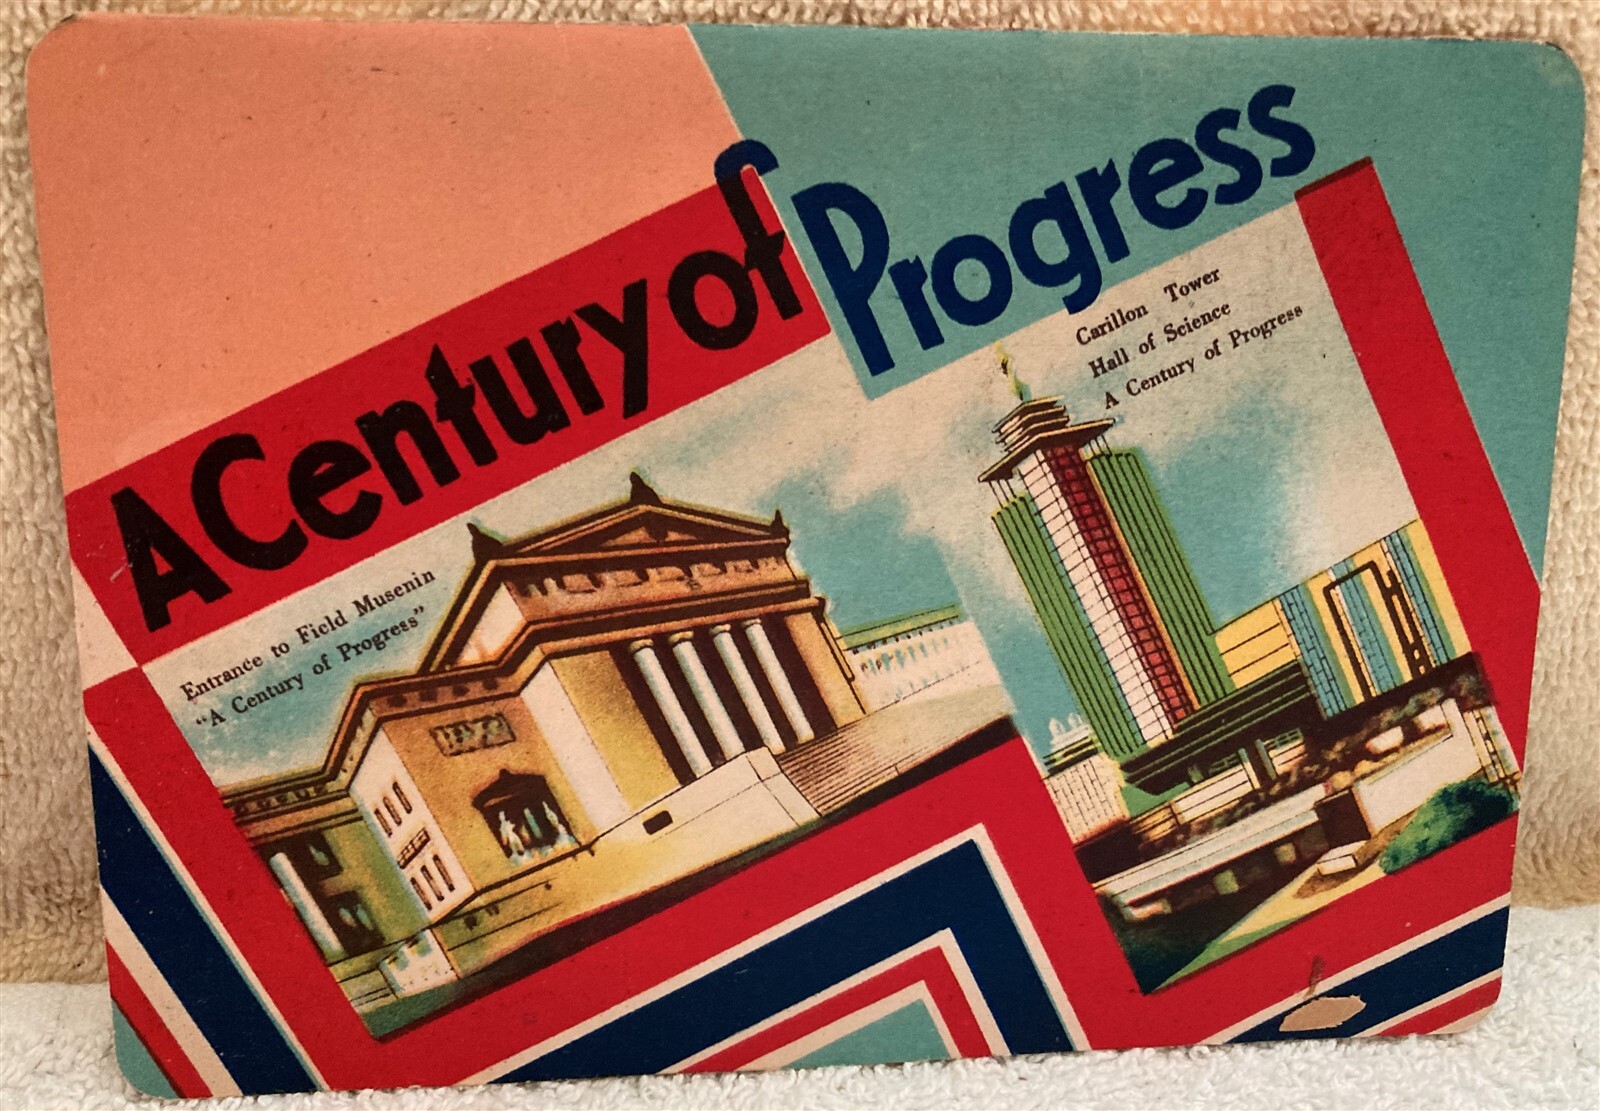 A Century of
Progress
Carillon Tower
Hall of Science
A Century of Progress
Entrance to Field Musenin
"A Century of Progress"